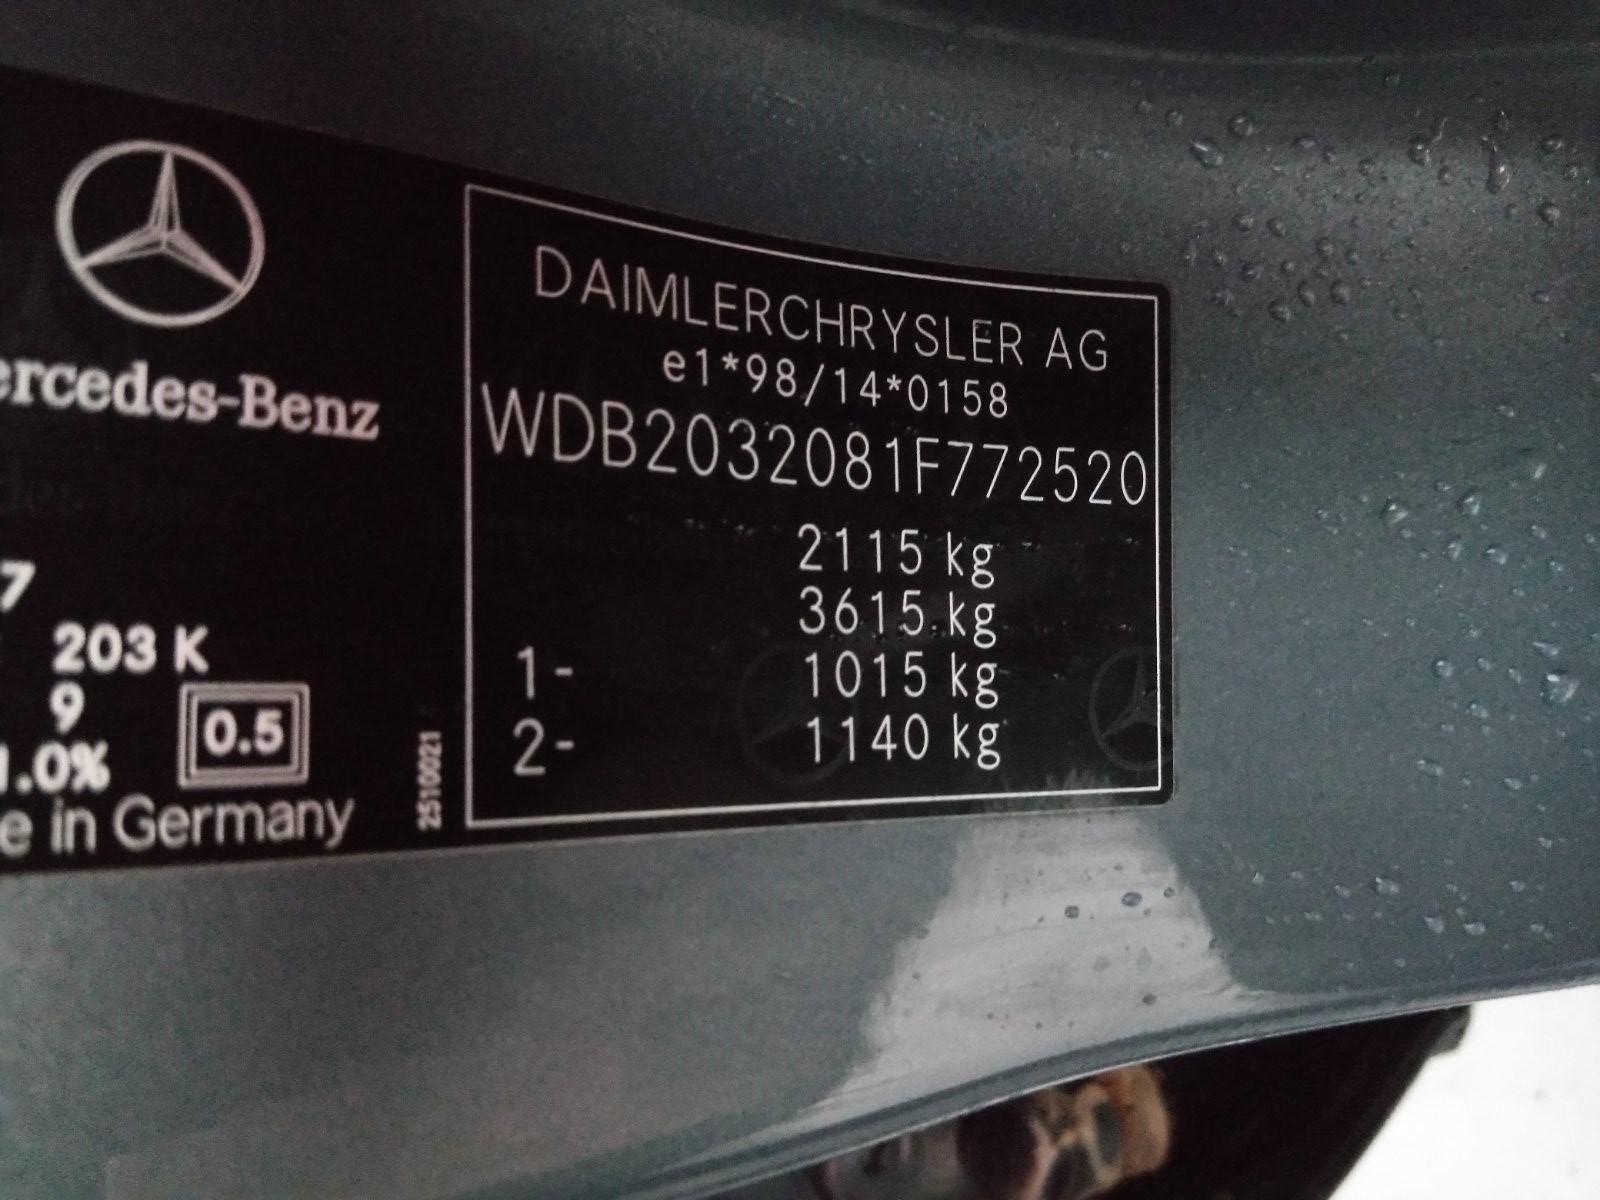 ercedes-Benz
7
203 K
9
0.5
1.0%
e in Germany
2510021
DAIMLERCHRYSLER AG
e1*98/14*0158
WDB2032081F772520
2115 kg
3615 kg
1- 1015 kg
2- 1140 kg